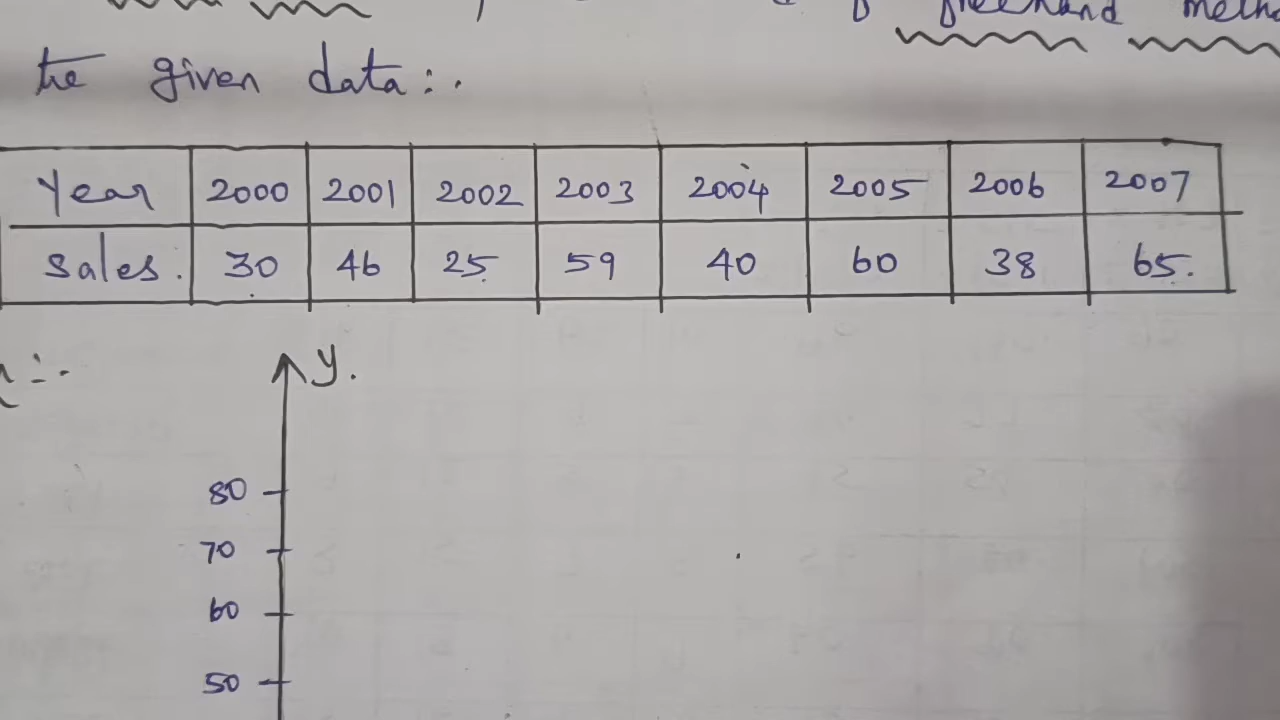 freehand
the given data:.
Year 2000 2001 2002 2003 2004 2005 2006 2007
Sales. 30 46 25 59 40 60 38 65.
y.
80
70
60
50